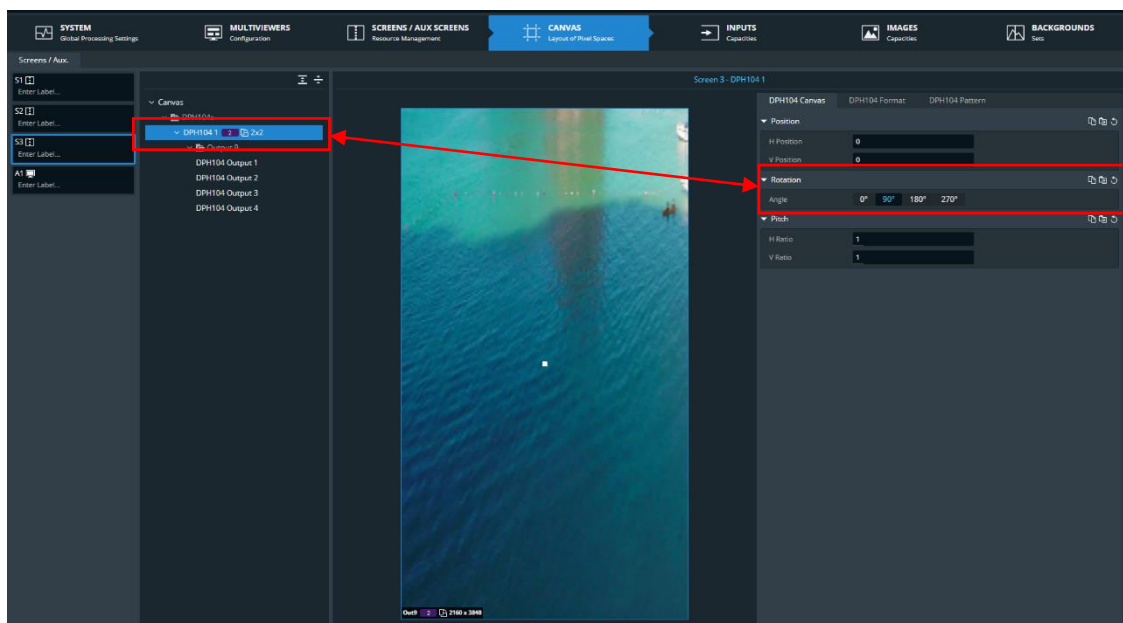 SYSTEM
Global Processing Settings
MULTIVIEWERS
Configuration
SCREENS / AUX SCREENS
Resource Management
CANVAS
Layout of Pixel Spaces
INPUTS
Capacities
IMAGES
Capacities
BACKGROUNDS
Sets
Screens / Aux.
S1
Enter Label...
S2
Enter Label...
S3
Enter Label...
A1
Enter Label...
Canvas
DPH104s
DPH104 1 2 2x2
Output 9
DPH104 Output 1
DPH104 Output 2
DPH104 Output 3
DPH104 Output 4
Screen 3 - DPH104 1
Out9 2 2160 x 3840
DPH104 Canvas DPH104 Format DPH104 Pattern
Position
H Position 0
V Position 0
Rotation
Angle 0° 90° 180° 270°
Pitch
H Ratio 1
V Ratio 1